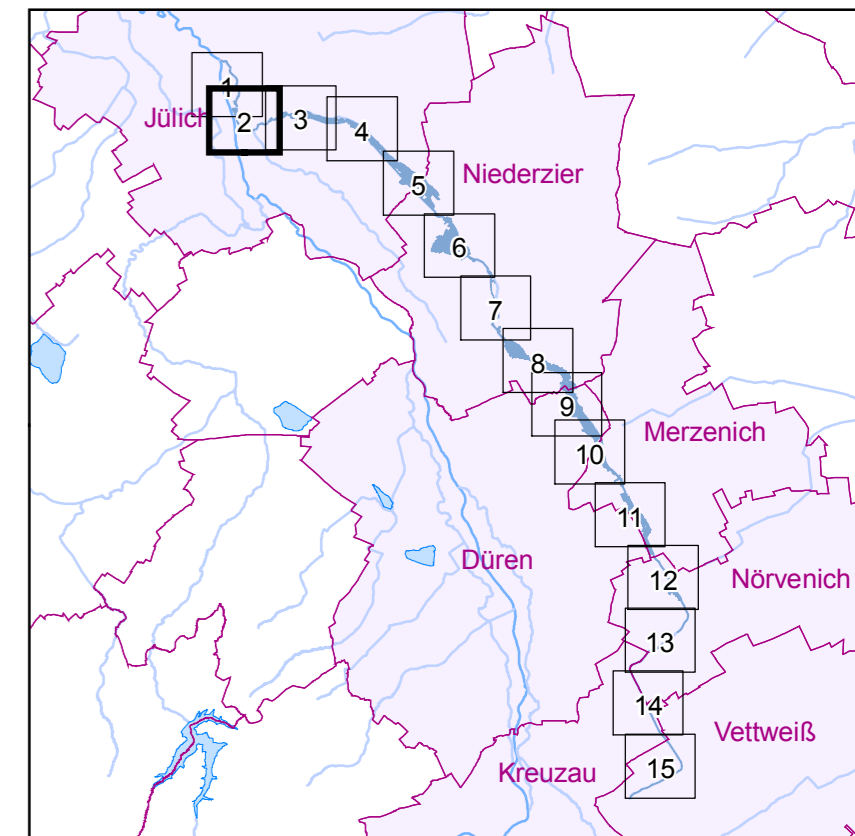 1
Jülich
2
3
4
5
Niederzier
6
7
8
9
Merzenich
10
11
Düren
12
Nörvenich
13
14
Vettweiß
Kreuzau
15